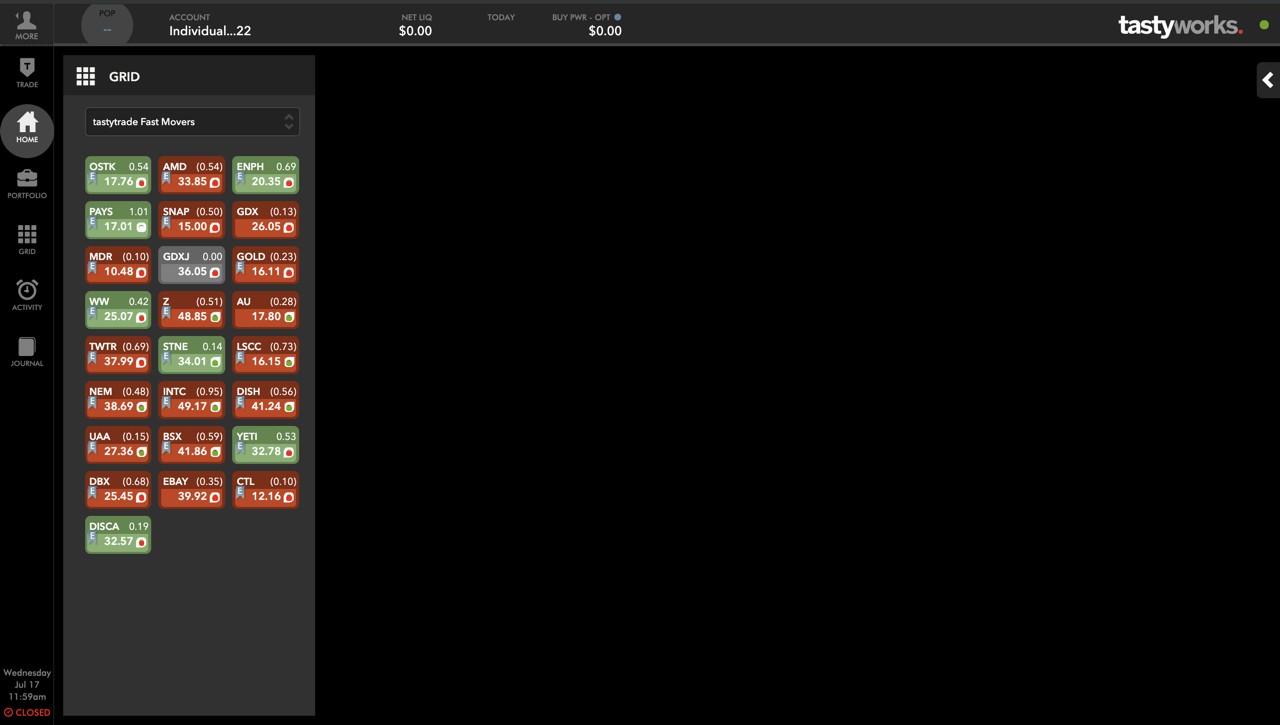 MORE
POP
--
ACCOUNT
Individual...22
NET LIQ
$0.00
TODAY
BUY PWR - OPT
$0.00
tastyworks.
TRADE
HOME
PORTFOLIO
GRID
ACTIVITY
JOURNAL
GRID
tastytrade Fast Movers
OSTK 0.54
E 17.76
AMD (0.54)
E 33.85
ENPH 0.69
E 20.35
PAYS 1.01
E 17.01
SNAP (0.50)
E 15.00
GDX (0.13)
26.05
MDR (0.10)
E 10.48
GDXJ 0.00
36.05
GOLD (0.23)
E 16.11
WW 0.42
E 25.07
Z (0.51)
E 48.85
AU (0.28)
17.80
TWTR (0.69)
E 37.99
STNE 0.14
E 34.01
LSCC (0.73)
E 16.15
NEM (0.48)
E 38.69
INTC (0.95)
E 49.17
DISH (0.56)
E 41.24
UAA (0.15)
E 27.36
BSX (0.59)
E 41.86
YETI 0.53
E 32.78
DBX (0.68)
E 25.45
EBAY (0.35)
39.92
CTL (0.10)
E 12.16
DISCA 0.19
E 32.57
Wednesday
Jul 17
11:59am
CLOSED